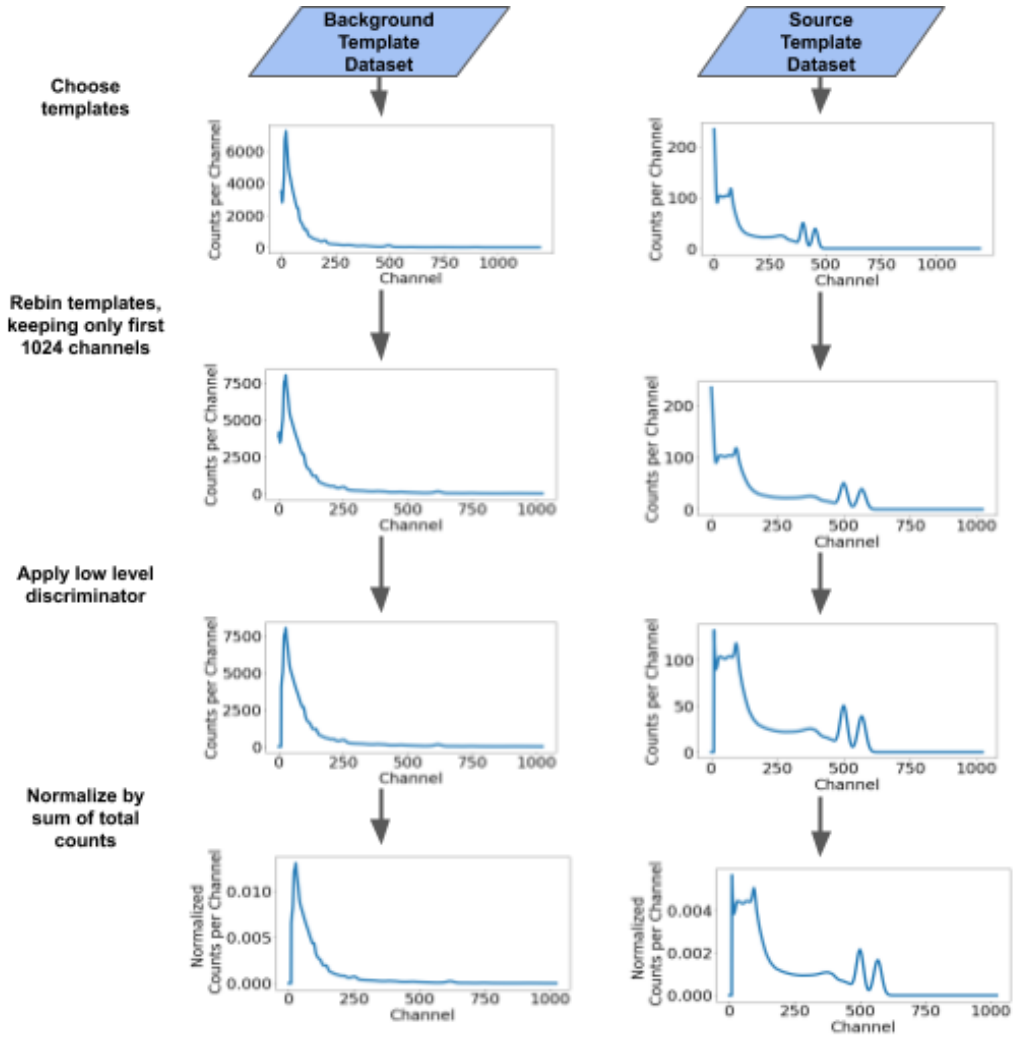 Background
Template
Dataset
Source
Template
Dataset
Choose
templates
Counts per Channel
6000
4000
2000
0
0 250 500 750 1000
Channel
Counts per Channel
200
100
0
0 250 500 750 1000
Channel
Rebin templates,
keeping only first
1024 channels
Counts per Channel
7500
5000
2500
0
0 250 500 750 1000
Channel
Counts per Channel
200
100
0
0 250 500 750 1000
Channel
Apply low level
discriminator
Counts per Channel
7500
5000
2500
0
0 250 500 750 1000
Channel
Counts per Channel
100
50
0
0 250 500 750 1000
Channel
Normalize by
sum of total
counts
Normalized
Counts per Channel
0.010
0.005
0.000
0 250 500 750 1000
Channel
Normalized
Counts per Channel
0.004
0.002
0.000
0 250 500 750 1000
Channel